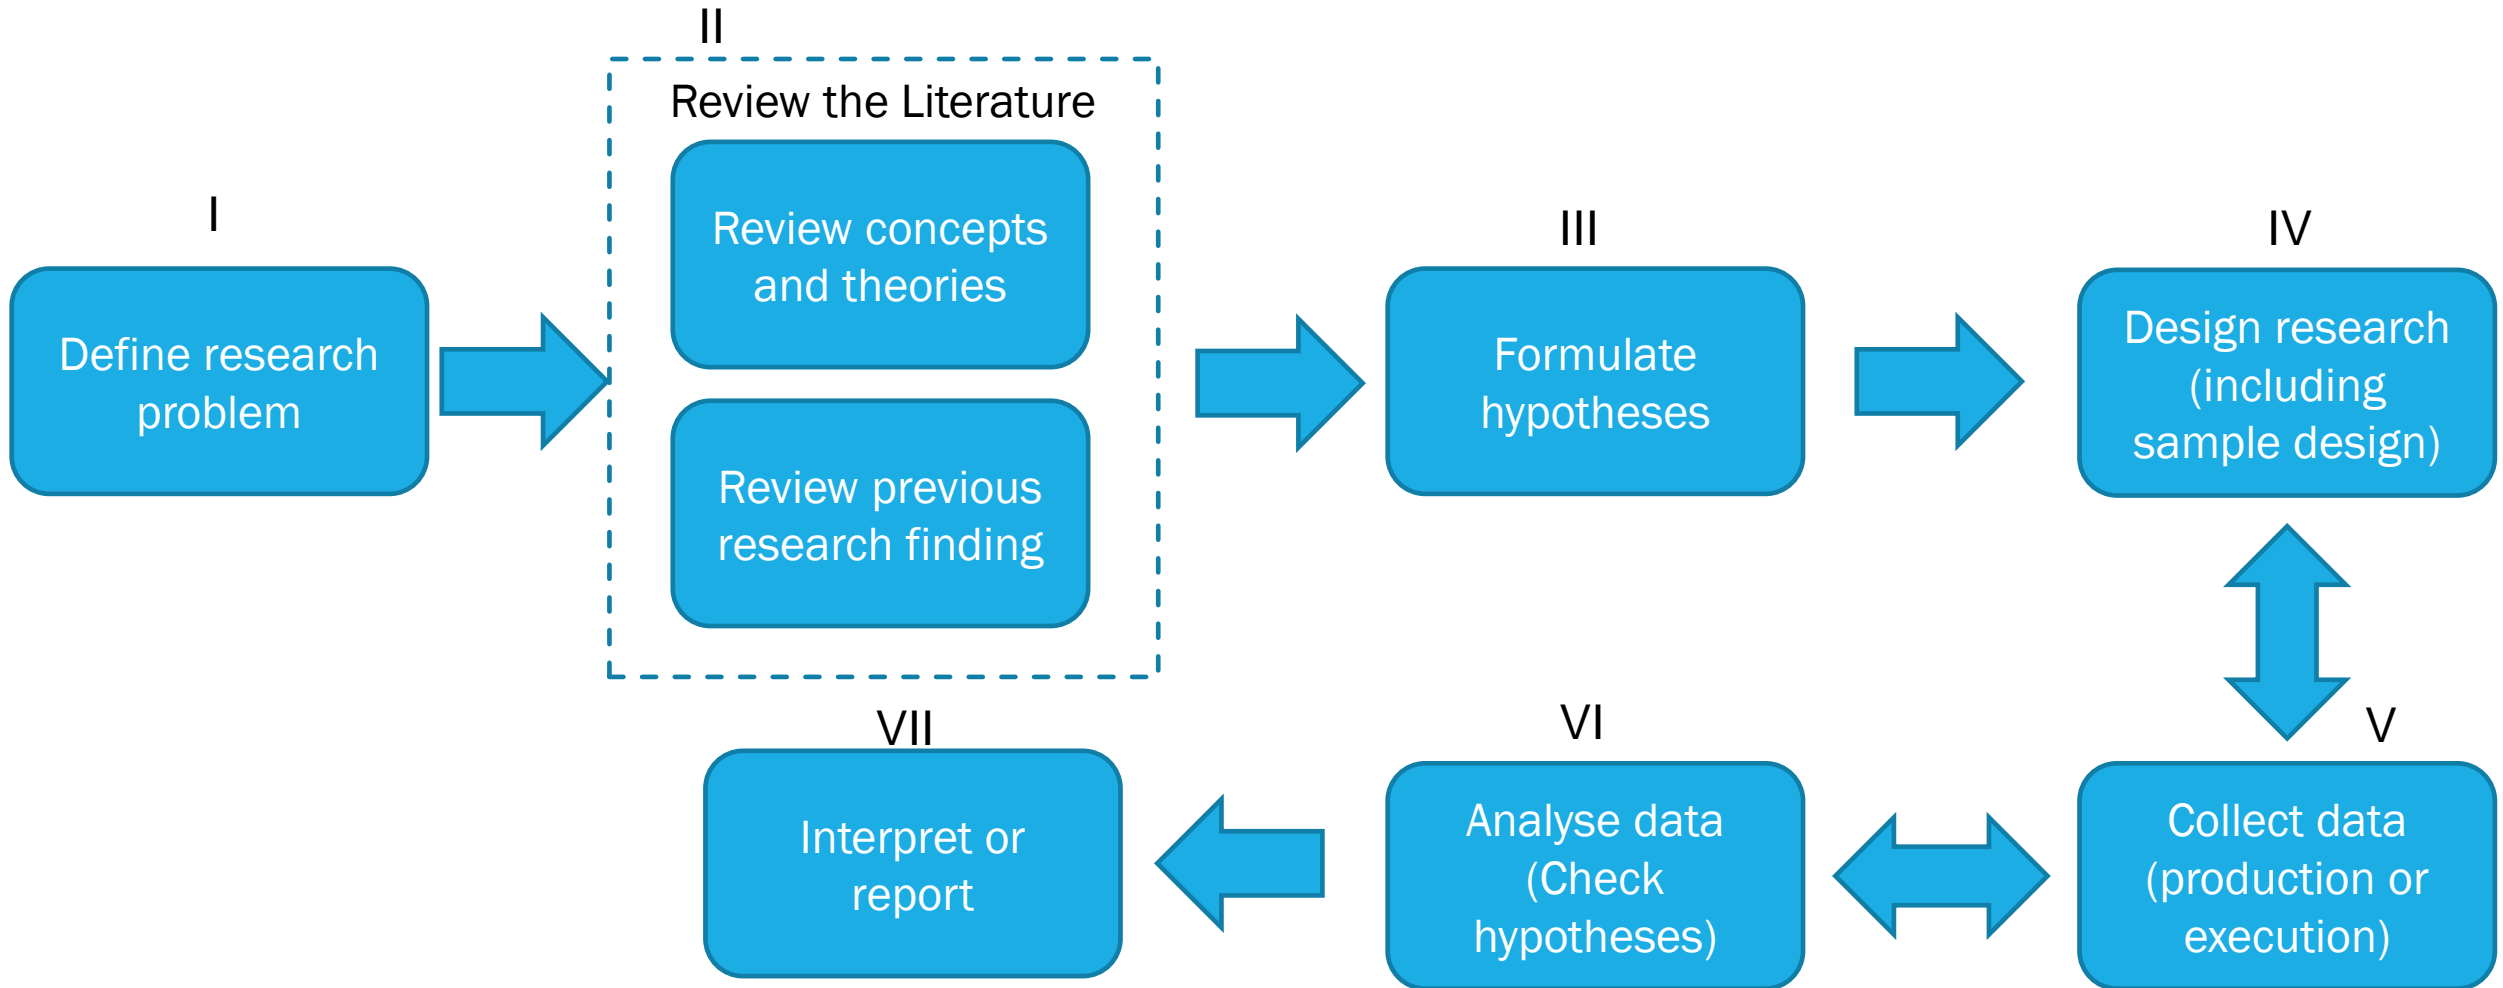 I
Define research
problem
II
Review the Literature
Review concepts
and theories
Review previous
research finding
III
Formulate
hypotheses
IV
Design research
(including
sample design)
V
Collect data
(production or
execution)
VI
Analyse data
(Check
hypotheses)
VII
Interpret or
report